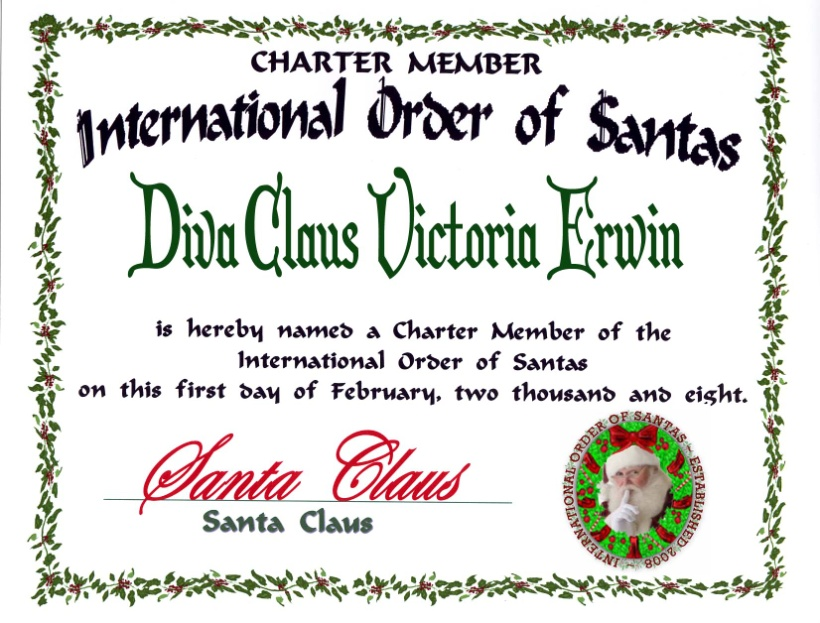 CHARTER MEMBER
International Order of Santas
Diva Claus Victoria Erwin
is hereby named a Charter Member of the
International Order of Santas
on this first day of February, two thousand and eight.
Santa Claus
Santa Claus
INTERNATIONAL ORDER OF SANTAS - ESTABLISHED 2008 -